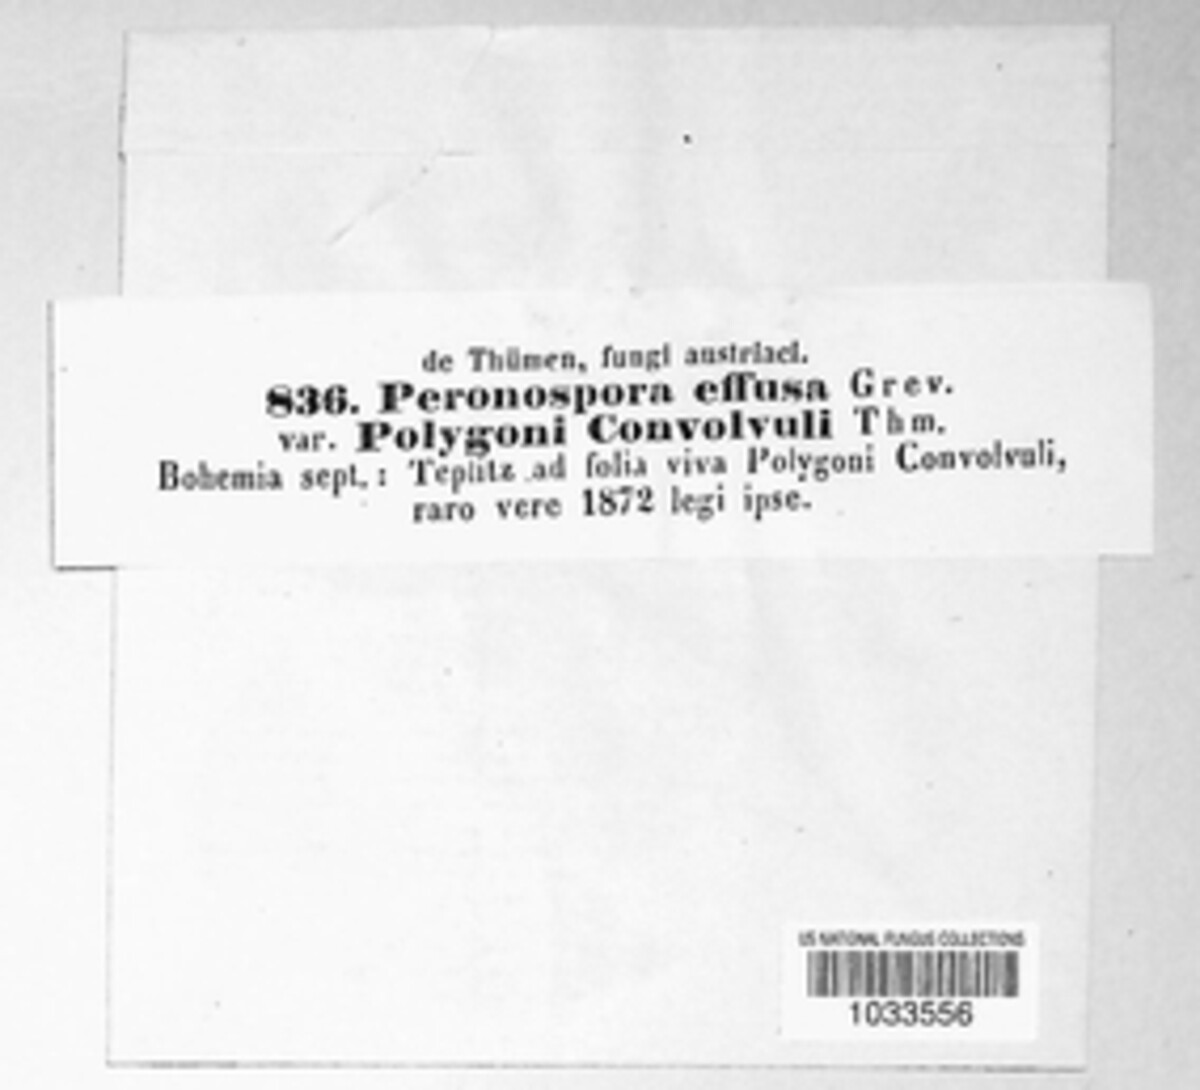 de Thümen, fungi austriaci.
836. Peronospora effusa Grev.
var. Polygoni Convolvuli Thm.
Bohemia sept.: Teplitz ad folia viva Polygoni Convolvuli,
raro vere 1872 legi ipse.
US NATIONAL FUNGUS COLLECTIONS
1033556